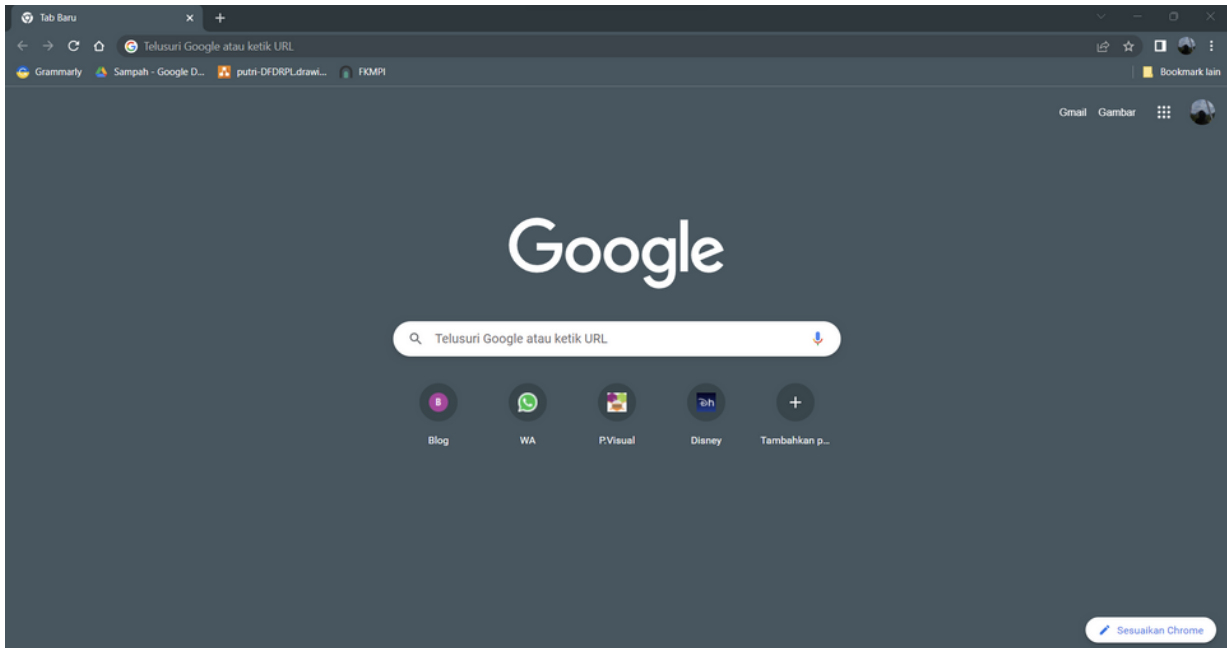 Tab Baru
Telusuri Google atau ketik URL
Grammarly Sampah - Google D... putri-DFDRPL.drawi... FKMPI Bookmark lain
Gmail Gambar
Google
Telusuri Google atau ketik URL
B
Blog WA P.Visual Disney Tambahkan p...
Sesuaikan Chrome